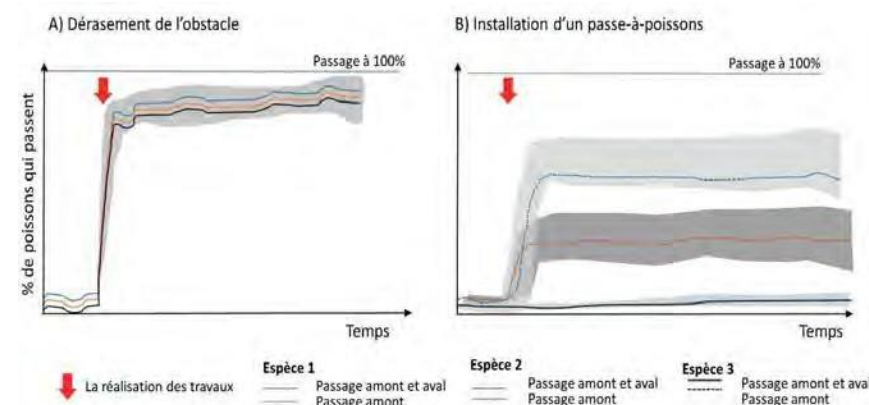 A) Dérasement de l'obstacle
B) Installation d'un passe-à-poissons
Passage à 100%
Passage à 100%
% de poissons qui passent
Temps
Temps
La réalisation des travaux
Espèce 1
Passage amont et aval
Passage amont
Espèce 2
Passage amont et aval
Passage amont
Espèce 3
Passage amont et aval
Passage amont